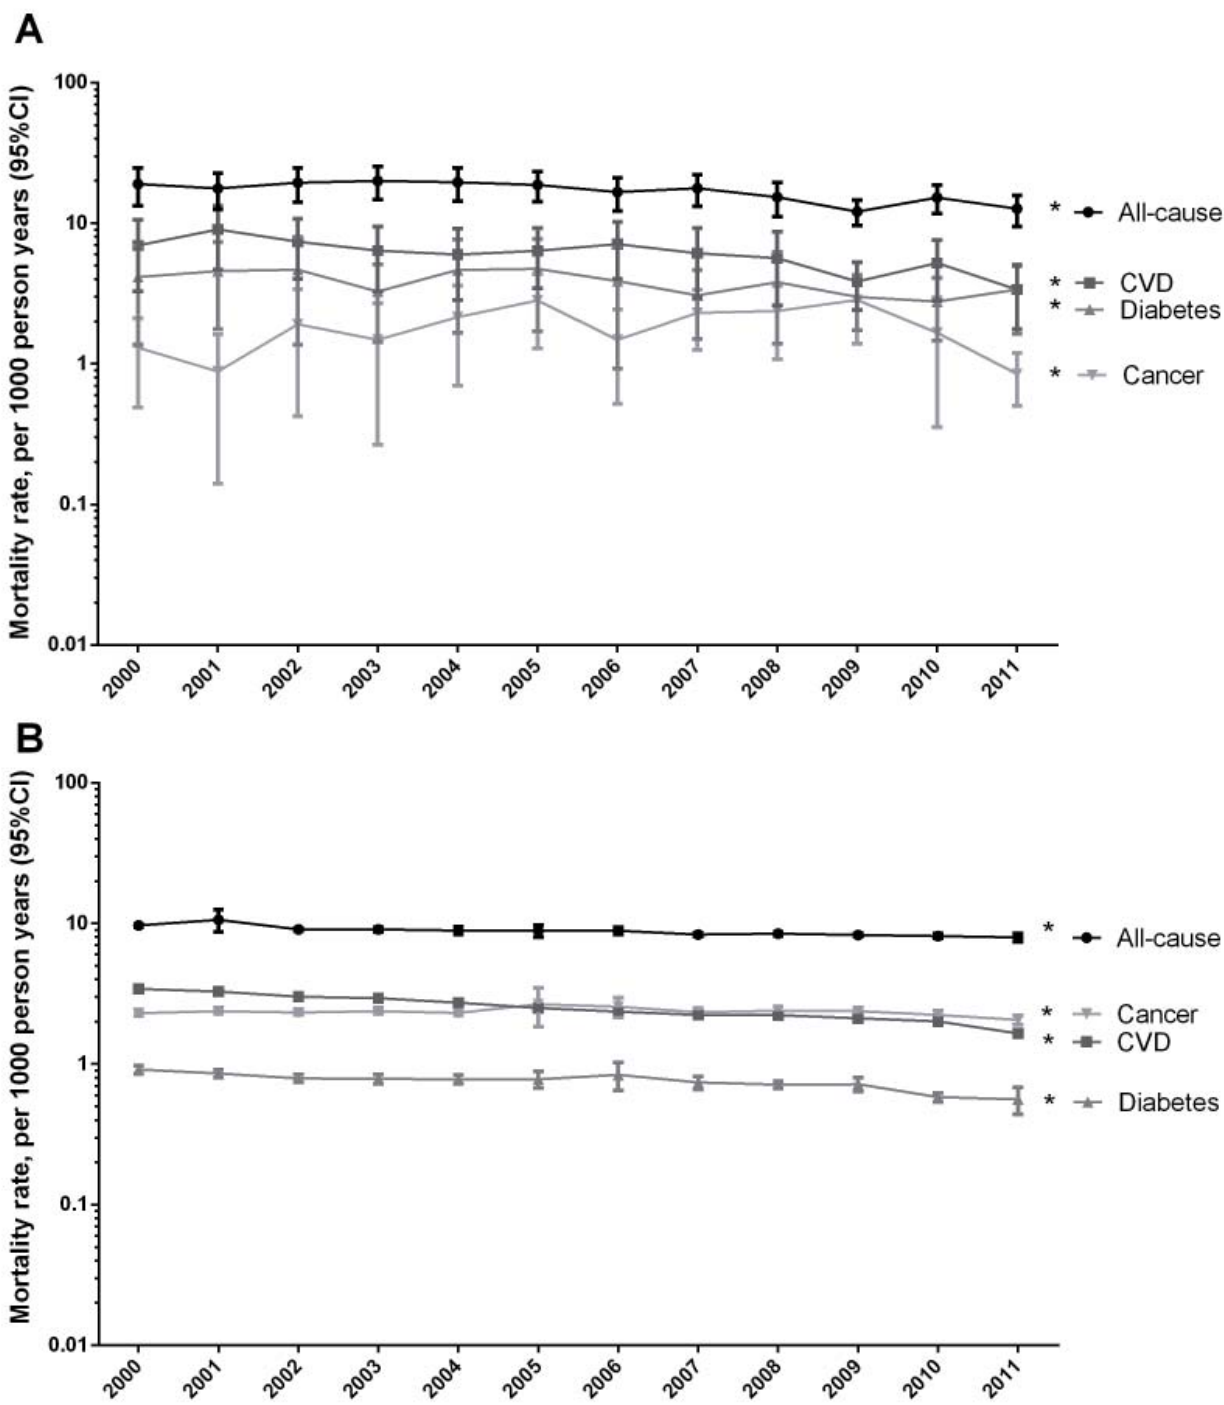 A
Mortality rate, per 1000 person years (95%CI)
100
10
1
0.1
0.01
2000
2001
2002
2003
2004
2005
2006
2007
2008
2009
2010
2011
* All-cause
* CVD
* Diabetes
* Cancer
B
Mortality rate, per 1000 person years (95%CI)
100
10
1
0.1
0.01
2000
2001
2002
2003
2004
2005
2006
2007
2008
2009
2010
2011
* All-cause
* Cancer
* CVD
* Diabetes